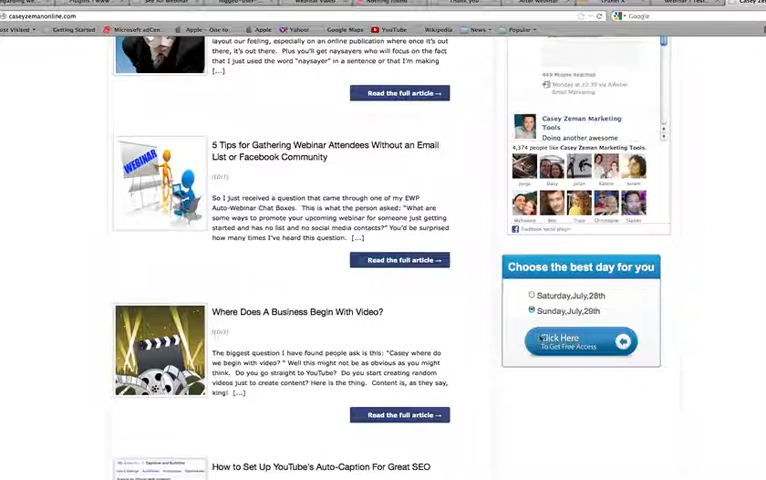 caseyzemanonline.com
Google
Most Visited
Getting Started
Apple
Yahoo!
Google Maps
YouTube
Wikipedia
News
Popular
layout our feeling, especially on an online publication where once it's out
there, it's out there. Plus you'll get naysayers who will focus on the fact
that I just used the word "naysayer" in a sentence or that I'm making
[...]
Read the full article →
5 Tips for Gathering Webinar Attendees Without an Email
List or Facebook Community
[EDIT]
WEBINAR
So I just received a question that came through one of my EWP
Auto-Webinar Chat Boxes. This is what the person asked: "What are
some ways to promote your upcoming webinar for someone just getting
started and has no list and no social media contacts?" You'd be surprised
how many times I've heard this question. [...]
Read the full article →
Where Does A Business Begin With Video?
[EDIT]
The biggest question I have found people ask is this: "Casey where do
we begin with video? " Well this might not be as obvious as you might
think. Do you go straight to YouTube? Do you start creating random
videos just to create content? Here is the thing. Content is, as they say,
king! [...]
Read the full article →
How to Set Up YouTube's Auto-Caption For Great SEO
People Reached
Email Marketing
Casey Zeman Marketing
Tools
Doing another awesome
4,374 people like Casey Zeman Marketing Tools.
Facebook social plugin
Choose the best day for you
Saturday,July,28th
Sunday,July,29th
Click Here
To Get Free Access